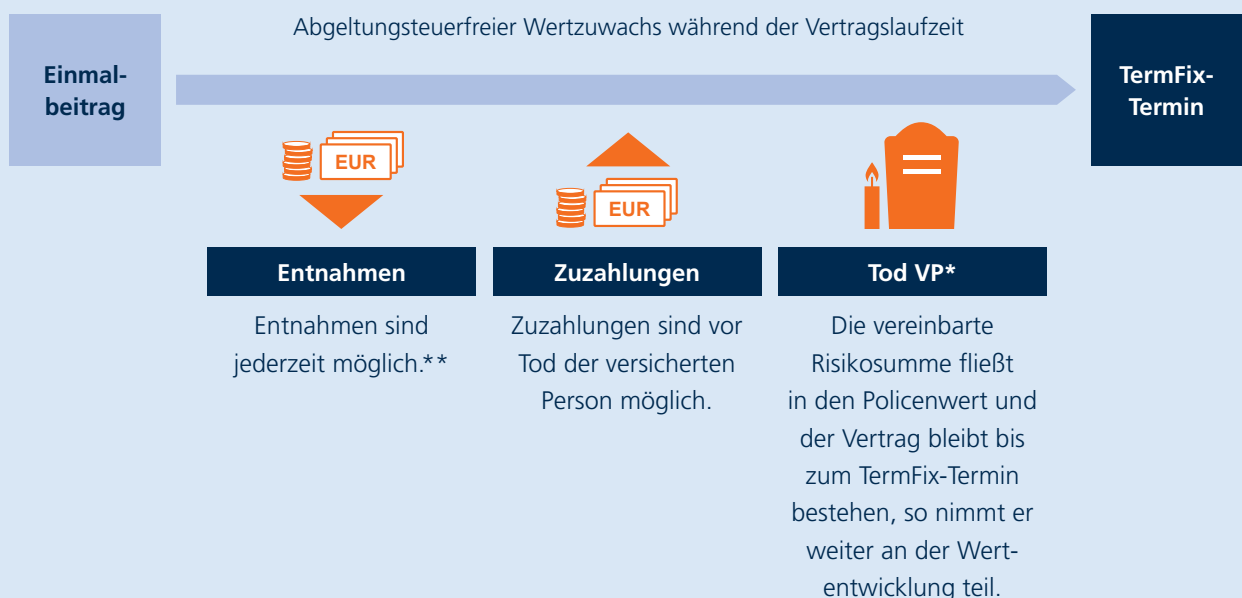 Abgeltungsteuerfreier Wertzuwachs während der Vertragslaufzeit
Einmal-
beitrag
TermFix-
Termin
EUR
EUR
Entnahmen
Entnahmen sind
jederzeit möglich.**
Zuzahlungen
Zuzahlungen sind vor
Tod der versicherten
Person möglich.
Tod VP*
Die vereinbarte
Risikosumme fließt
in den Policenwert und
der Vertrag bleibt bis
zum TermFix-Termin
bestehen, so nimmt er
weiter an der Wert-
entwicklung teil.